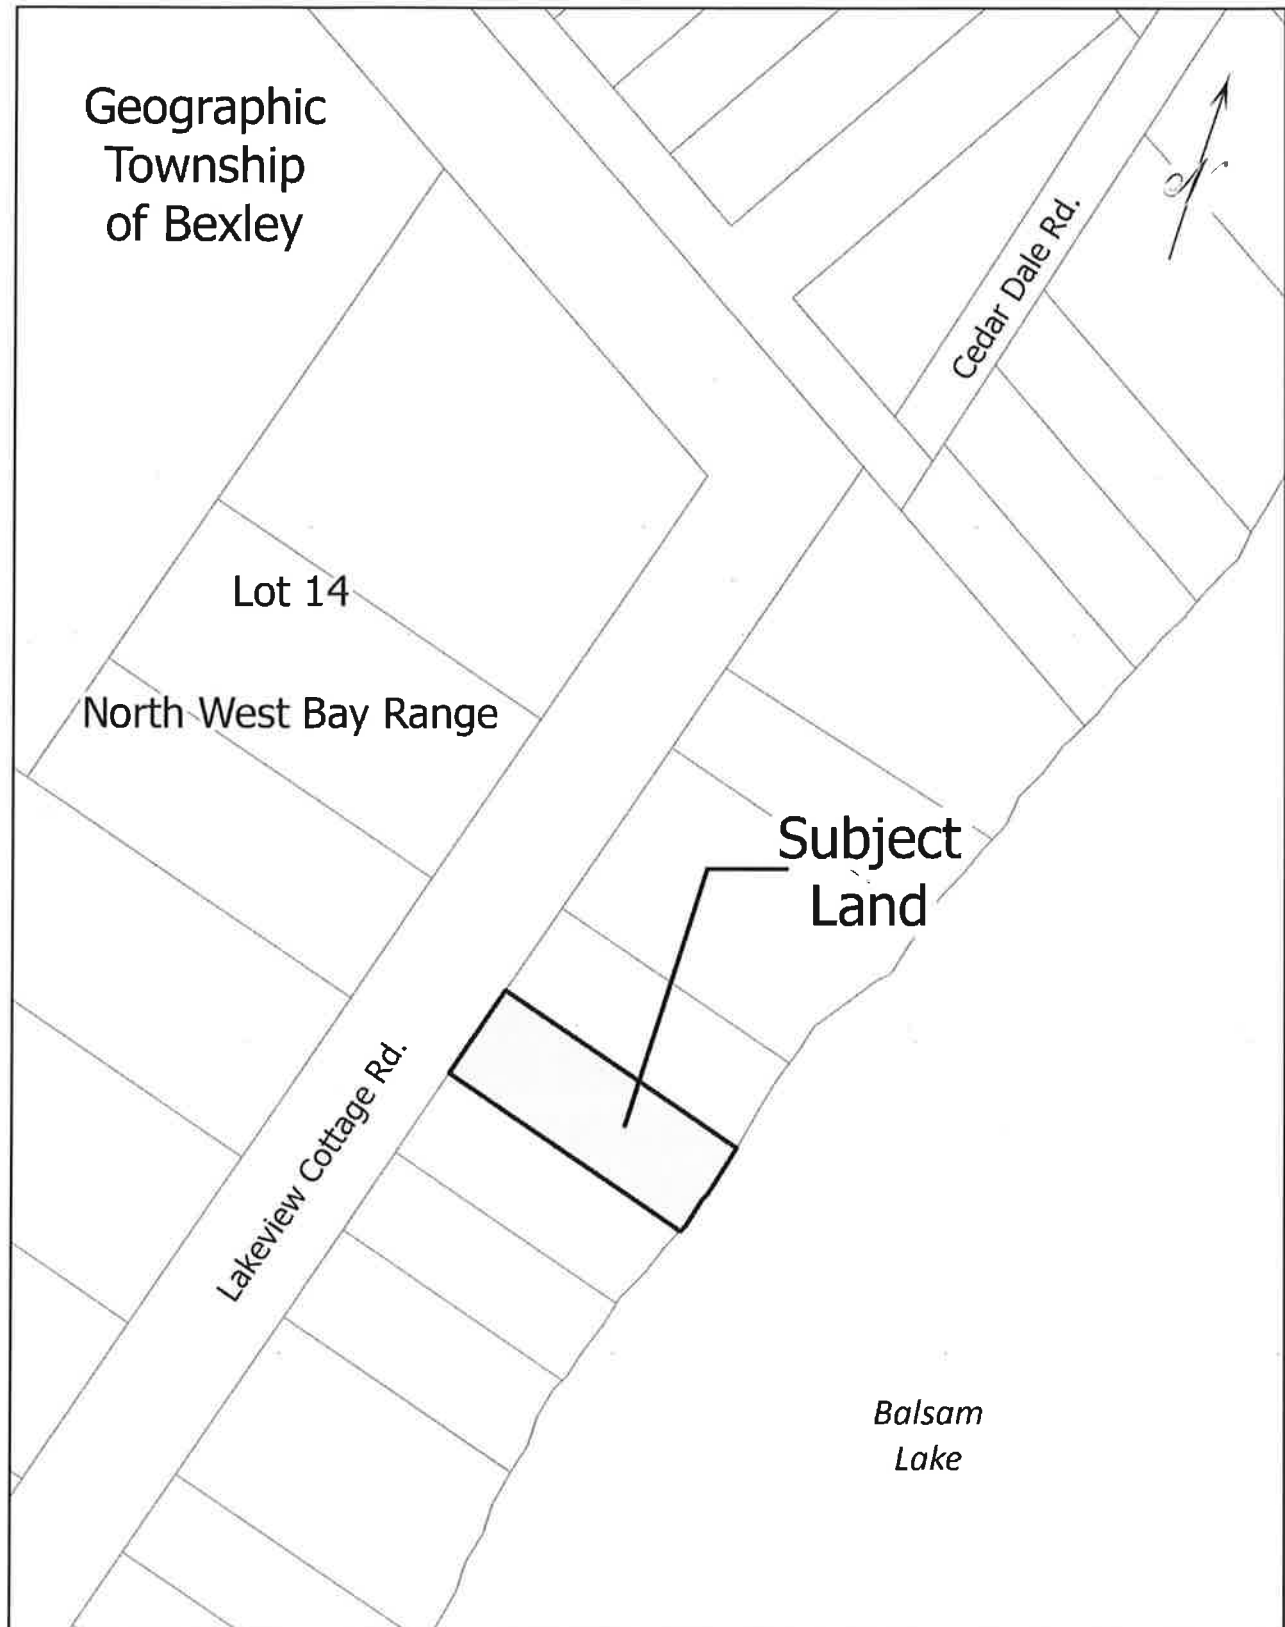 Geographic
Township
of Bexley
Cedar Dale Rd.
Lot 14
North West Bay Range
Subject
Land
Lakeview Cottage Rd.
Balsam
Lake